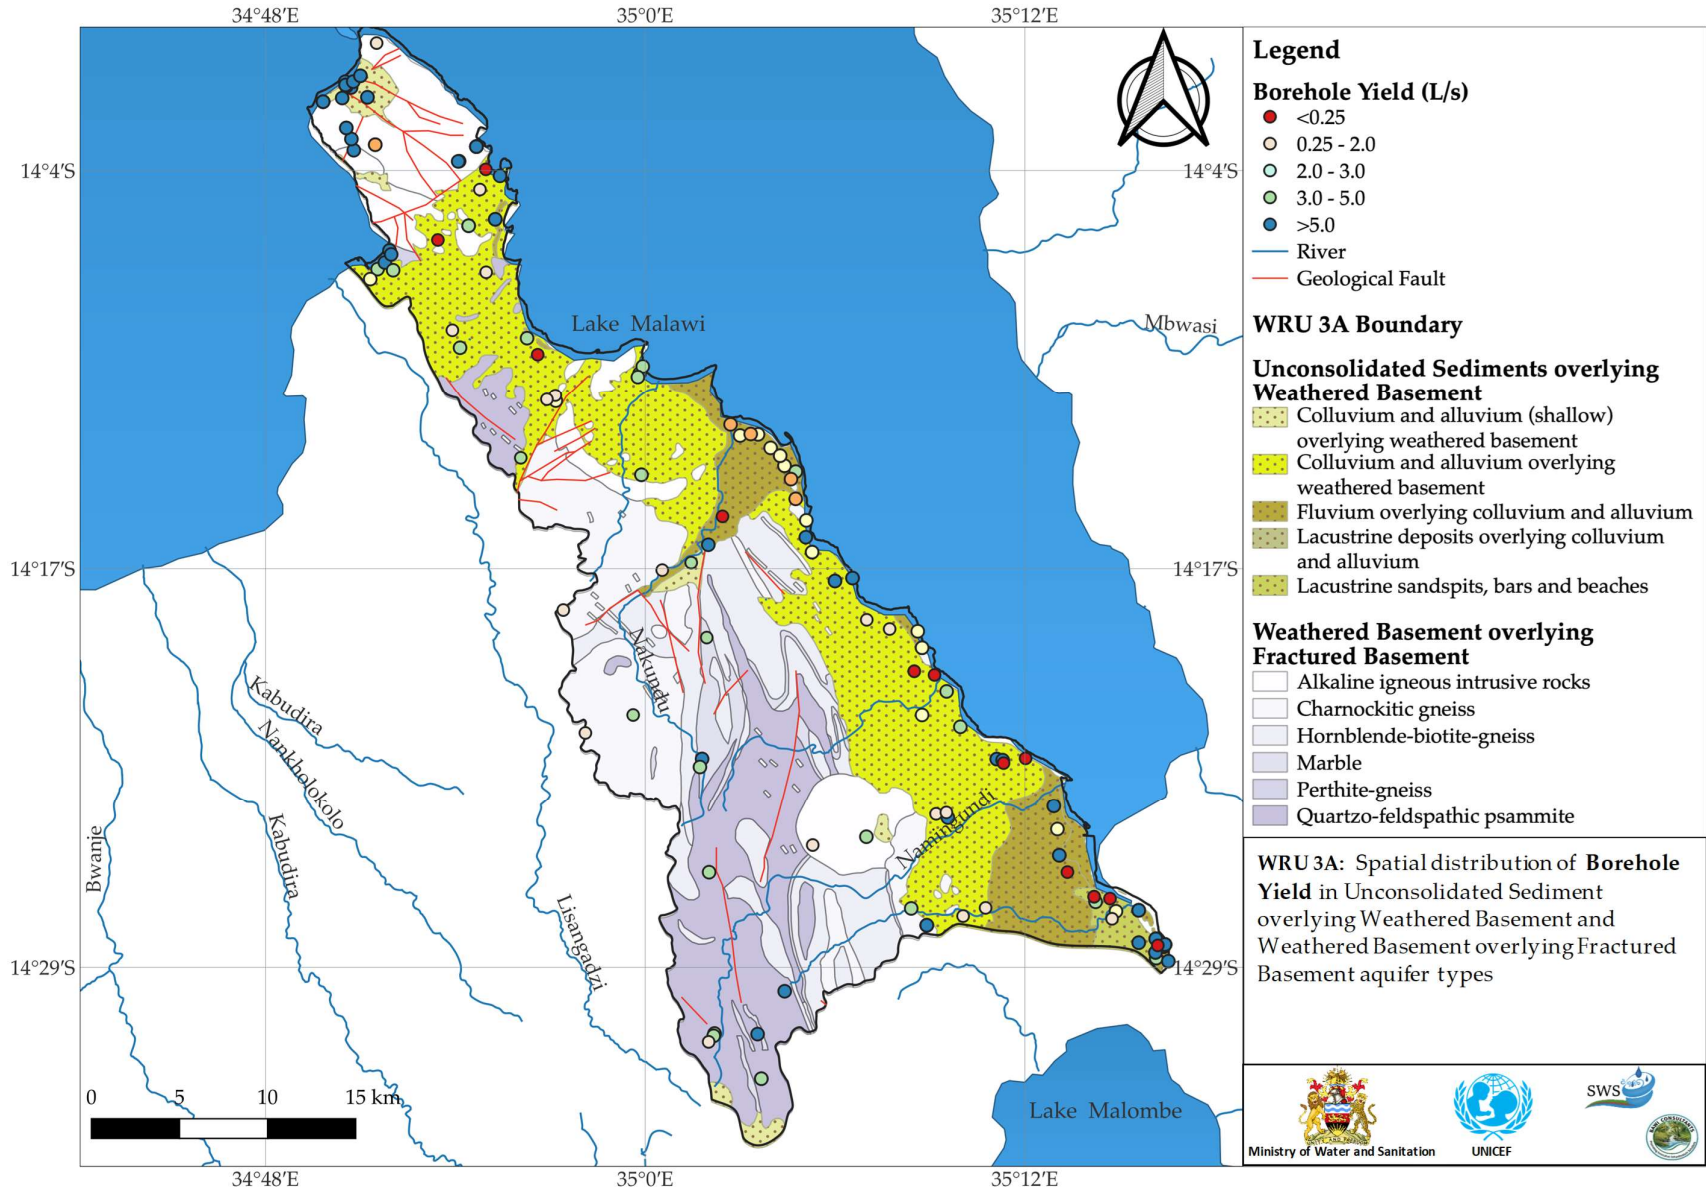 34°48'E
35°0'E
35°12'E
14°4'S
14°4'S
Lake Malawi
Mbwasi
14°17'S
14°17'S
Nakundu
Kabudira
Nankholokolo
Kabudira
Bwanje
Lisangadzi
Namingundi
14°29'S
14°29'S
0 5 10 15 km
Lake Malombe
34°48'E
35°0'E
35°12'E
Legend
Borehole Yield (L/s)
<0.25
0.25 - 2.0
2.0 - 3.0
3.0 - 5.0
>5.0
River
Geological Fault
WRU 3A Boundary
Unconsolidated Sediments overlying
Weathered Basement
Colluvium and alluvium (shallow)
overlying weathered basement
Colluvium and alluvium overlying
weathered basement
Fluvium overlying colluvium and alluvium
Lacustrine deposits overlying colluvium
and alluvium
Lacustrine sandspits, bars and beaches
Weathered Basement overlying
Fractured Basement
Alkaline igneous intrusive rocks
Charnockitic gneiss
Hornblende-biotite-gneiss
Marble
Perthite-gneiss
Quartzo-feldspathic psammite
WRU 3A: Spatial distribution of Borehole
Yield in Unconsolidated Sediment
overlying Weathered Basement and
Weathered Basement overlying Fractured
Basement aquifer types
SWS
Ministry of Water and Sanitation
UNICEF